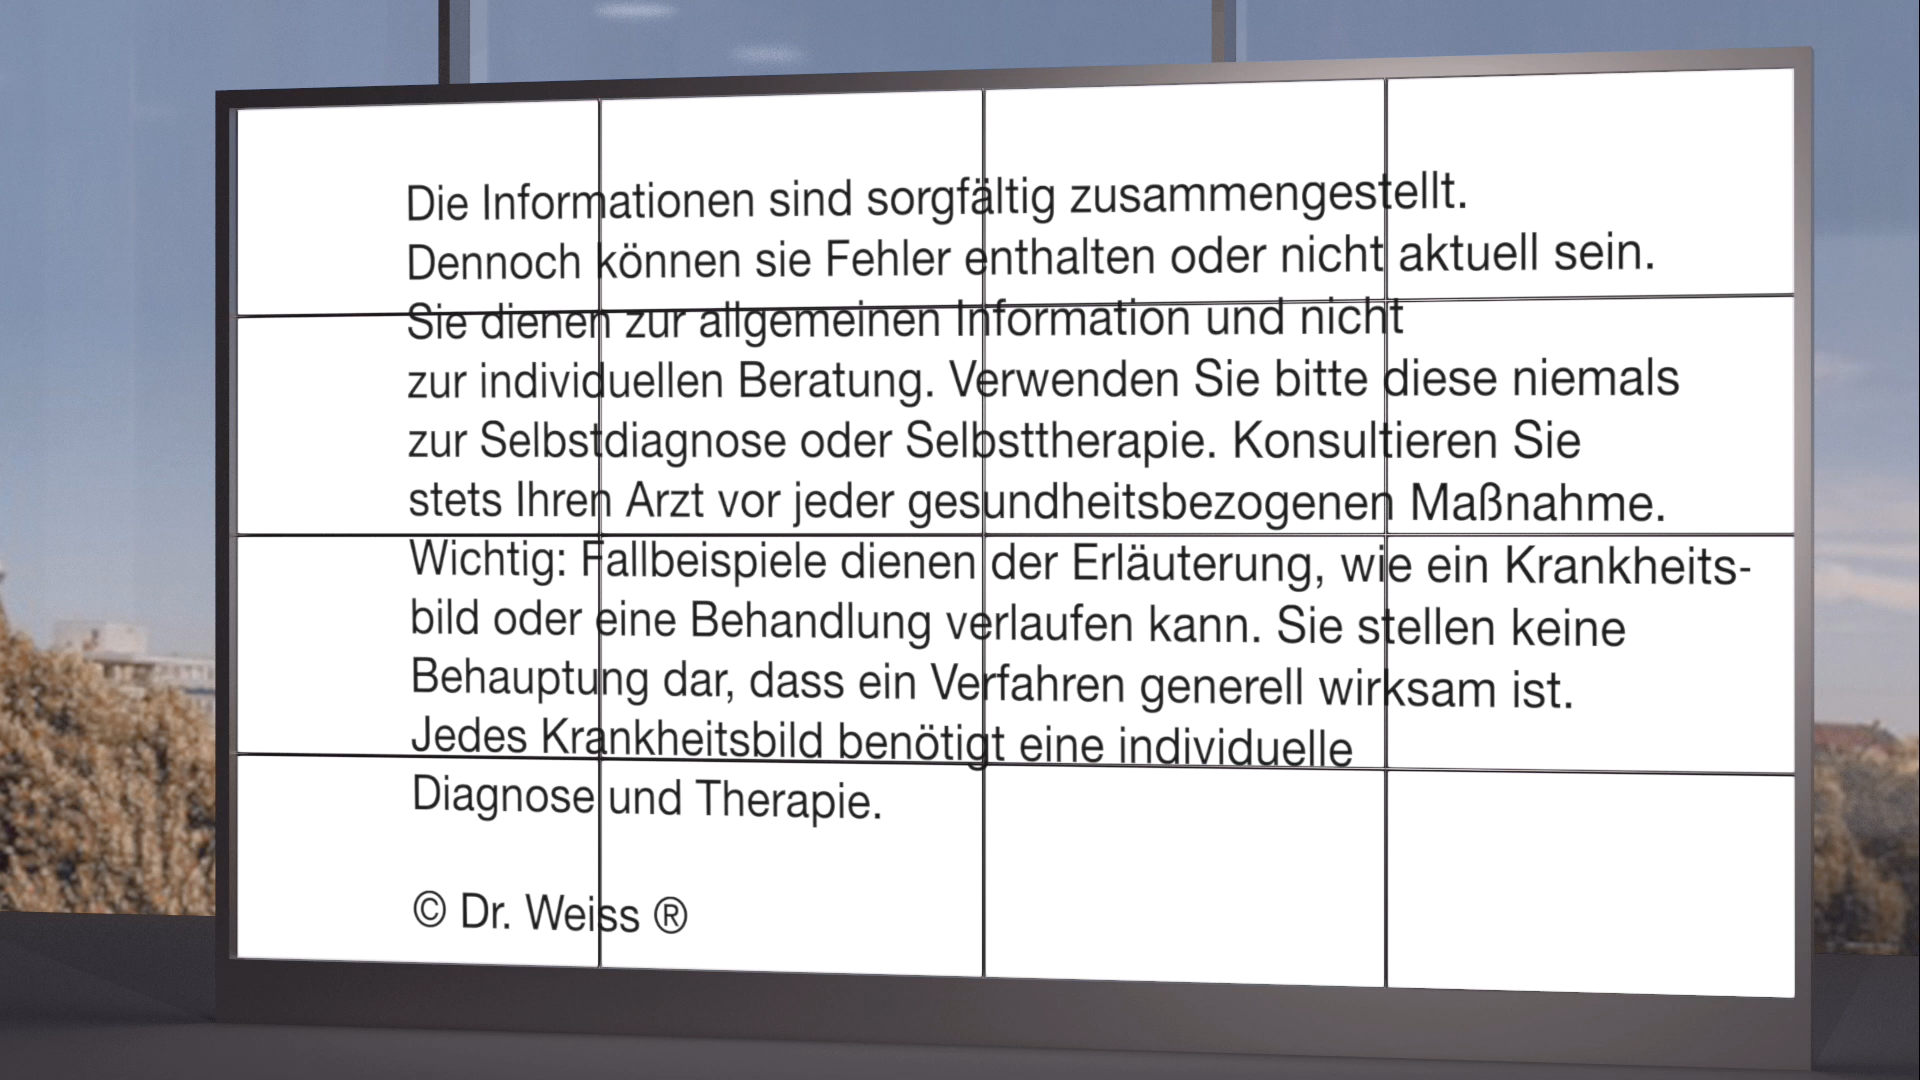 Die Informationen sind sorgfältig zusammengestellt.
Dennoch können sie Fehler enthalten oder nicht aktuell sein.
Sie dienen zur allgemeinen Information und nicht
zur individuellen Beratung. Verwenden Sie bitte diese niemals
zur Selbstdiagnose oder Selbsttherapie. Konsultieren Sie
stets Ihren Arzt vor jeder gesundheitsbezogenen Maßnahme.
Wichtig: Fallbeispiele dienen der Erläuterung, wie ein Krankheits-
bild oder eine Behandlung verlaufen kann. Sie stellen keine
Behauptung dar, dass ein Verfahren generell wirksam ist.
Jedes Krankheitsbild benötigt eine individuelle
Diagnose und Therapie.
© Dr. Weiss ®